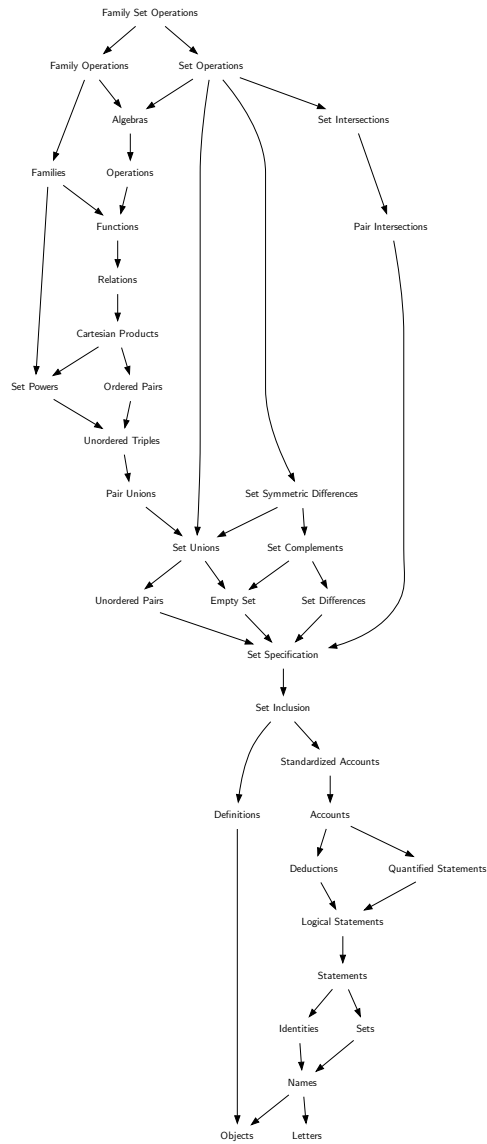 Family Set Operations
Family Operations
Set Operations
Algebras
Set Intersections
Families
Operations
Functions
Pair Intersections
Relations
Cartesian Products
Set Powers
Ordered Pairs
Unordered Triples
Pair Unions
Set Symmetric Differences
Set Unions
Set Complements
Unordered Pairs
Empty Set
Set Differences
Set Specification
Set Inclusion
Standardized Accounts
Definitions
Accounts
Deductions
Quantified Statements
Logical Statements
Statements
Identities
Sets
Names
Objects
Letters